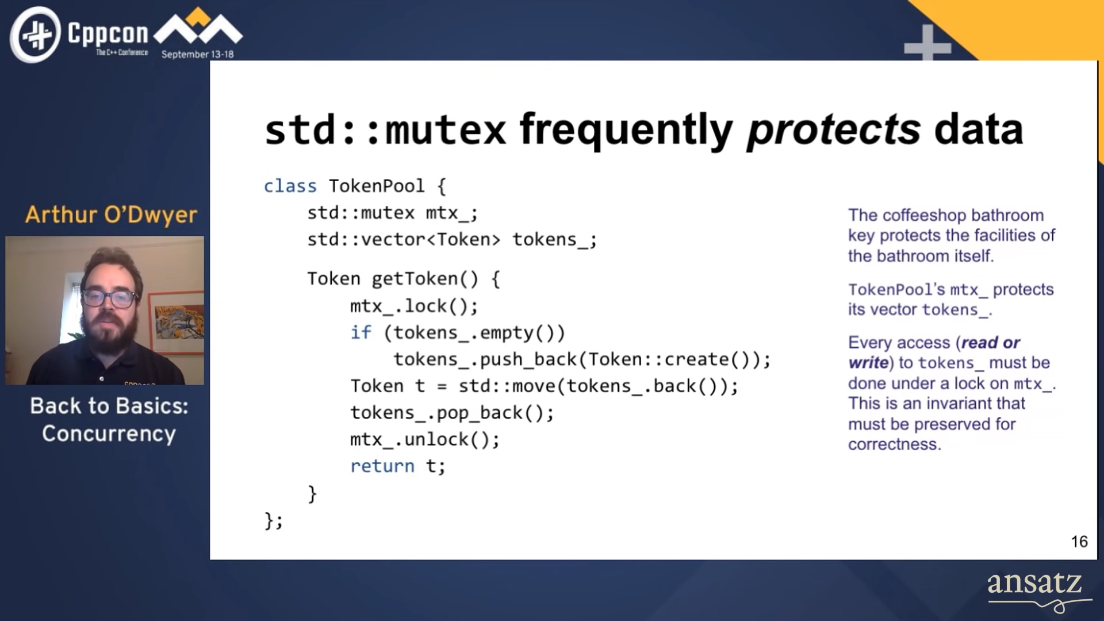 Cppcon
The C++ Conference
September 13-18
std::mutex frequently protects data
class TokenPool {
std::mutex mtx_;
std::vector<Token> tokens_;
Token getToken() {
mtx_.lock();
if (tokens_.empty())
tokens_.push_back(Token::create());
Token t = std::move(tokens_.back());
tokens_.pop_back();
mtx_.unlock();
return t;
}
};
The coffeeshop bathroom
key protects the facilities of
the bathroom itself.
TokenPool's mtx_ protects
its vector tokens_.
Every access (read or
write) to tokens_ must be
done under a lock on mtx_.
This is an invariant that
must be preserved for
correctness.
16
Arthur O'Dwyer
Back to Basics:
Concurrency
ansatz